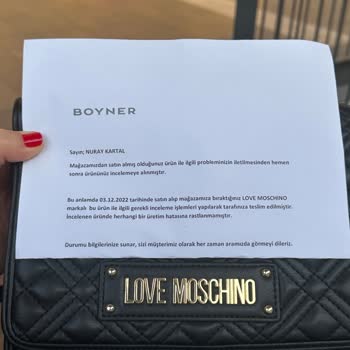 BOYNER
Sayın; NURAY KARTAL
Mağazamızdan satın almış olduğunuz ürün ile ilgili probleminizin iletilmesinden hemen
sonra ürününüz incelemeye alınmıştır.
Bu anlamda 03.12.2022 tarihinde satın alıp mağazamıza bıraktığınız LOVE MOSCHINO
markalı bu ürün ile ilgili gerekli inceleme işlemleri yapılarak tarafınıza teslim edilmiştir.
İncelenen üründe herhangi bir üretim hatasına rastlanmamıştır.
Durumu bilgilerinize sunar, sizi müşterimiz olarak her zaman aramızda görmeyi dileriz.
LOVE MOSCHINO